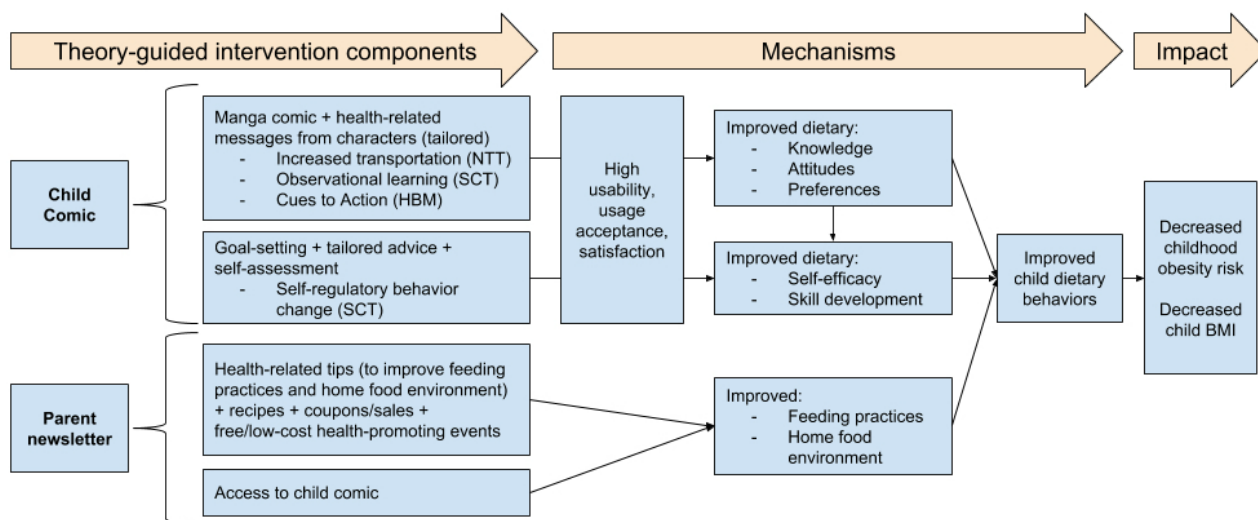 Theory-guided intervention components
Mechanisms
Impact
Child
Comic
Manga comic + health-related
messages from characters (tailored)
- Increased transportation (NTT)
- Observational learning (SCT)
- Cues to Action (HBM)
Goal-setting + tailored advice +
self-assessment
- Self-regulatory behavior
change (SCT)
High
usability,
usage
acceptance,
satisfaction
Improved dietary:
- Knowledge
- Attitudes
- Preferences
Improved dietary:
- Self-efficacy
- Skill development
Improved
child dietary
behaviors
Decreased
childhood
obesity risk
Decreased
child BMI
Parent
newsletter
Health-related tips (to improve feeding
practices and home food environment)
+ recipes + coupons/sales +
free/low-cost health-promoting events
Access to child comic
Improved:
- Feeding practices
- Home food
environment